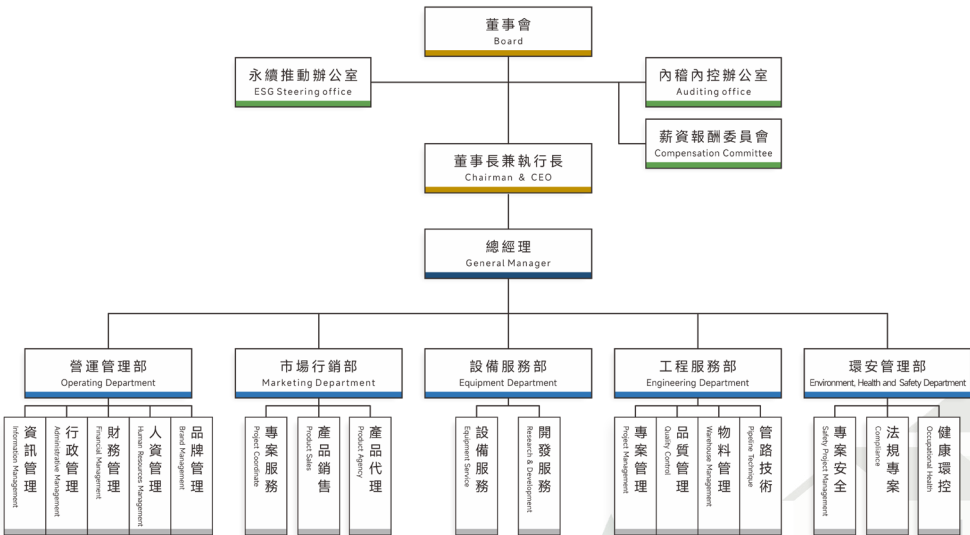 董事會
Board
永續推動辦公室
ESG Steering office
內稽內控辦公室
Auditing office
薪資報酬委員會
Compensation Committee
董事長兼執行長
Chairman & CEO
總經理
General Manager
營運管理部
Operating Department
市場行銷部
Marketing Department
設備服務部
Equipment Department
工程服務部
Engineering Department
環安管理部
Environment, Health and Safety Department
資訊管理
Information Management
行政管理
Administrative Management
財務管理
Financial Management
人資管理
Human Resources Management
品牌管理
Brand Management
專案服務
Project Coordinate
產品銷售
Product Sales
產品代理
Product Agency
設備服務
Equipment Service
開發服務
Research & Development
專案管理
Project Management
品質管理
Quality Control
物料管理
Warehouse Management
管路技術
Pipeline Technique
專案安全
Safety Project Management
法規專案
Compliance
健康環控
Occupational Health